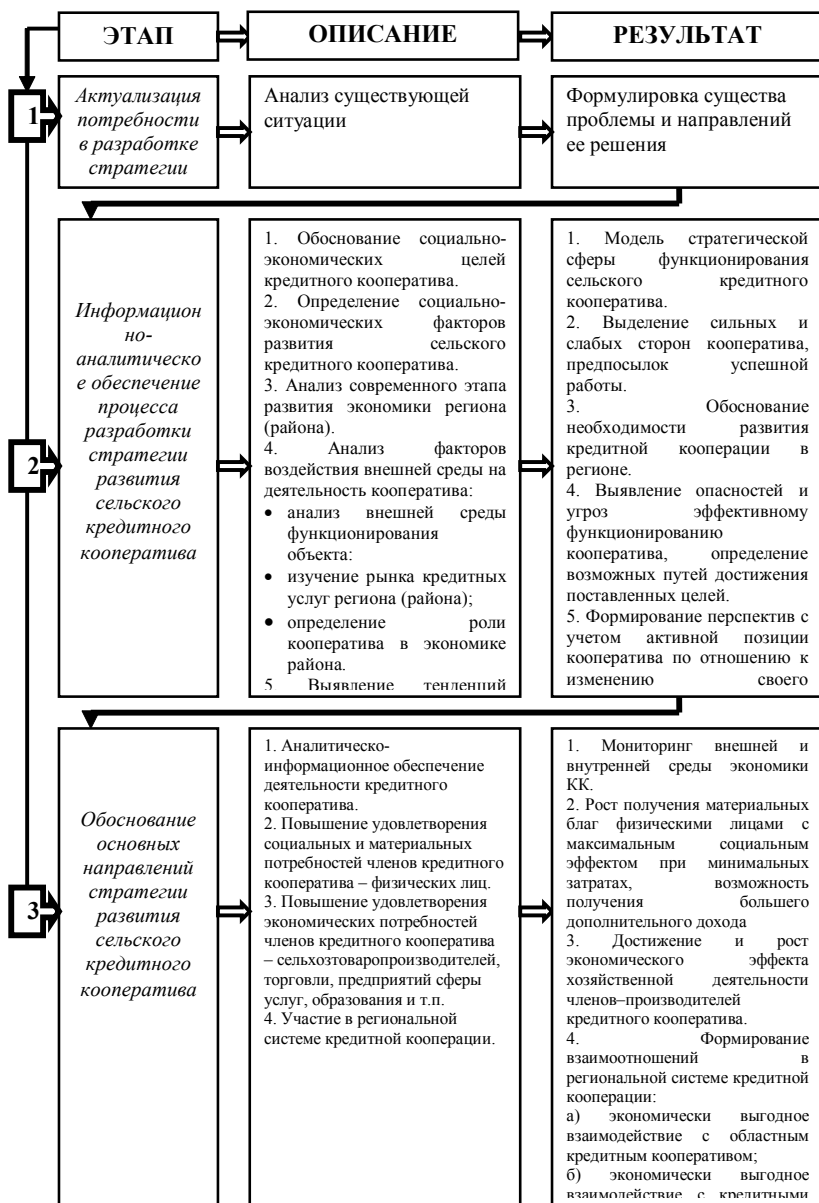 ЭТАП
ОПИСАНИЕ
РЕЗУЛЬТАТ
1
Актуализация
потребности
в разработке
стратегии
Анализ существующей
ситуации
Формулировка существа
проблемы и направлений
ее решения
2
Информацион
но-
аналитическо
е обеспечение
процесса
разработки
стратегии
развития
сельского
кредитного
кооператива
1. Обоснование социально-
экономических целей
кредитного кооператива.
2. Определение социально-
экономических факторов
развития сельского
кредитного кооператива.
3. Анализ современного этапа
развития экономики региона
(района).
4. Анализ факторов
воздействия внешней среды на
деятельность кооператива:
• анализ внешней среды
функционирования
объекта:
• изучение рынка кредитных
услуг региона (района);
• определение роли
кооператива в экономике
района.
5. Выявление тенденций
1. Модель стратегической
сферы функционирования
сельского кредитного
кооператива.
2. Выделение сильных и
слабых сторон кооператива,
предпосылок успешной
работы.
3. Обоснование
необходимости развития
кредитной кооперации в
регионе.
4. Выявление опасностей и
угроз эффективному
функционированию
кооператива, определение
возможных путей достижения
поставленных целей.
5. Формирование перспектив с
учетом активной позиции
кооператива по отношению к
изменению своего
3
Обоснование
основных
направлений
стратегии
развития
сельского
кредитного
кооператива
1. Аналитическо-
информационное обеспечение
деятельности кредитного
кооператива.
2. Повышение удовлетворения
социальных и материальных
потребностей членов кредитного
кооператива – физических лиц.
3. Повышение удовлетворения
экономических потребностей
членов кредитного кооператива
– сельхозтоваропроизводителей,
торговли, предприятий сферы
услуг, образования и т.п.
4. Участие в региональной
системе кредитной кооперации.
1. Мониторинг внешней и
внутренней среды экономики
КК.
2. Рост получения материальных
благ физическими лицами с
максимальным социальным
эффектом при минимальных
затратах, возможность
получения большего
дополнительного дохода
3. Достижение и рост
экономического эффекта
хозяйственной деятельности
членов–производителей
кредитного кооператива.
4. Формирование
взаимоотношений в
региональной системе кредитной
кооперации:
а) экономически выгодное
взаимодействие с областным
кредитным кооперативом;
б) экономически выгодное
взаимодействие с кредитными